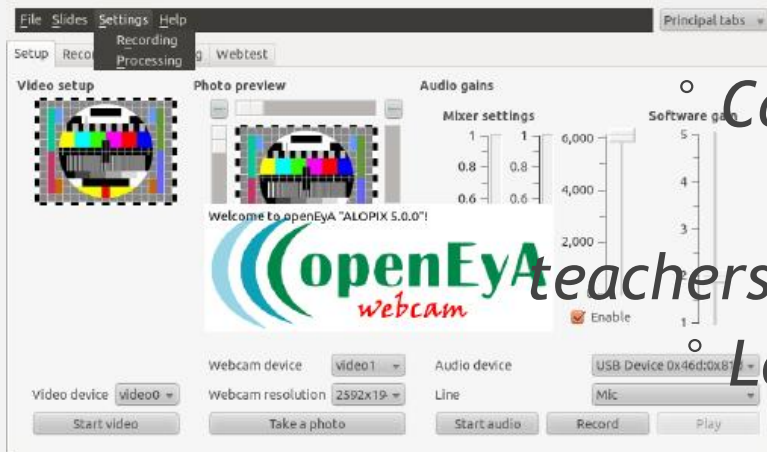 File Slides Settings Help
Principal tabs
Recording
Processing
Setup Reco g Webtest
Video setup
Photo preview
Audio gains
Mixer settings
Software gain
1 1 6,000 5
0.8 0.8 4
4,000
0.6 0.6
3
2,000
1
Enable
Welcome to openEyA "ALOPIX 5.0.0"!
openEyA
webcam
° Co
teachers
° Le
Webcam device video1
Audio device USB Device 0x46d:0x81
Video device video0
Webcam resolution 2592x19
Line Mic
Start video
Take a photo
Start audio
Record
Play